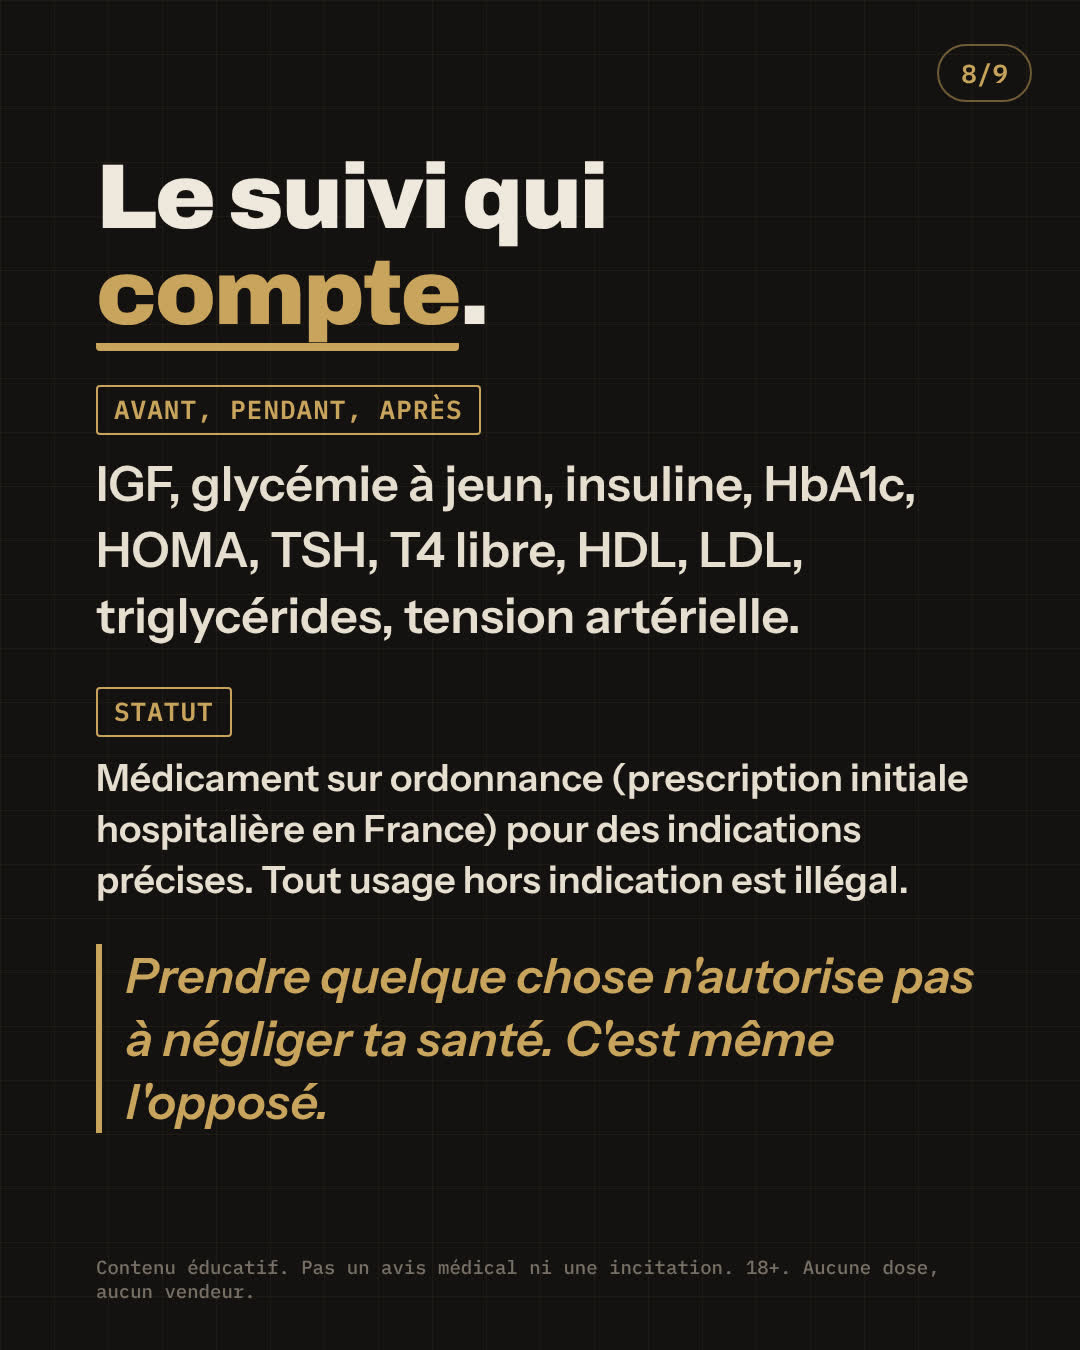 8/9
Le suivi qui
compte.
AVANT, PENDANT, APRÈS
IGF, glycémie à jeun, insuline, HbA1c,
HOMA, TSH, T4 libre, HDL, LDL,
triglycérides, tension artérielle.
STATUT
Médicament sur ordonnance (prescription initiale
hospitalière en France) pour des indications
précises. Tout usage hors indication est illégal.
Prendre quelque chose n'autorise pas
à négliger ta santé. C'est même
l'opposé.
Contenu éducatif. Pas un avis médical ni une incitation. 18+. Aucune dose,
aucun vendeur.